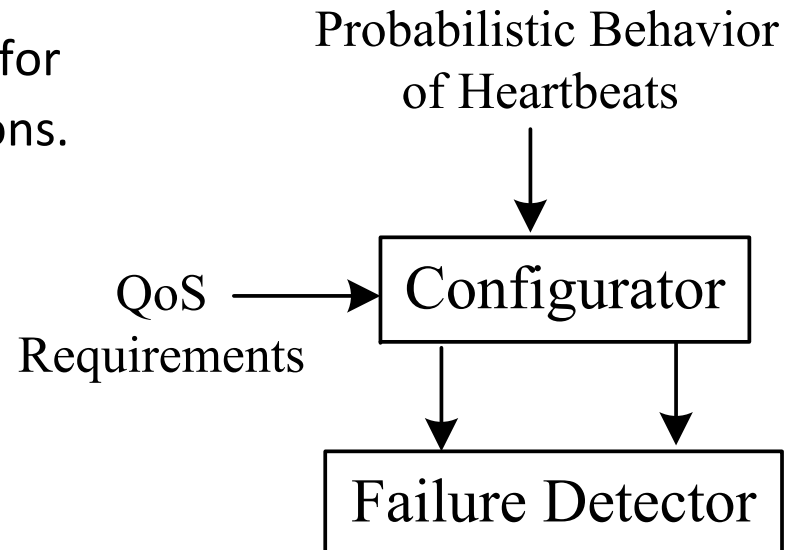 for
ons.
Probabilistic Behavior
of Heartbeats
QoS
Requirements
Configurator
Failure Detector